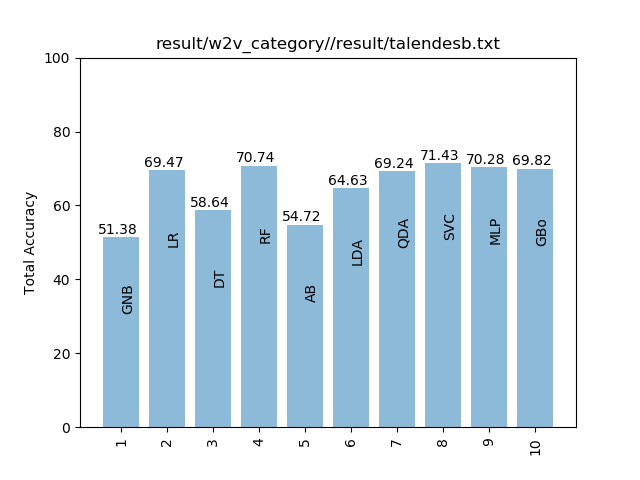 result/w2v_category//result/talendesb.txt
Total Accuracy
100
80
60
40
20
0
51.38
69.47
58.64
70.74
54.72
64.63
69.24
71.43
70.28
69.82
GNB
LR
DT
RF
AB
LDA
QDA
SVC
MLP
GBo
1
2
3
4
5
6
7
8
9
10